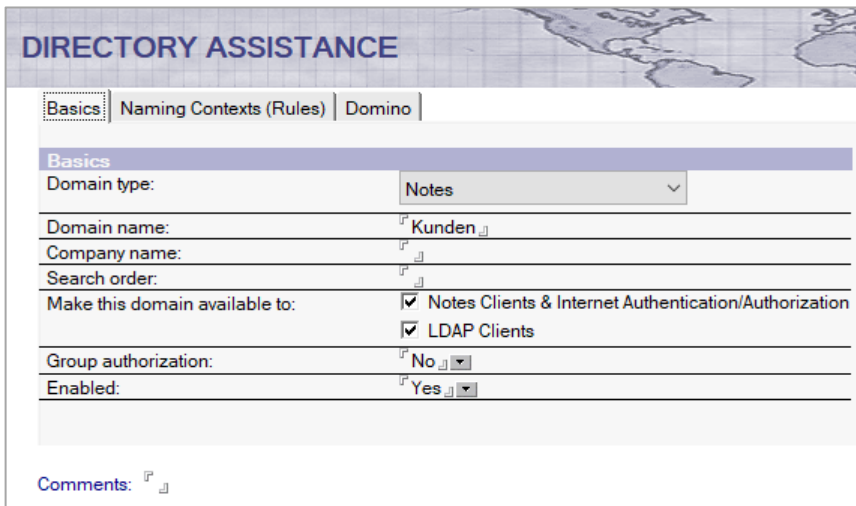 DIRECTORY ASSISTANCE
Basics Naming Contexts (Rules) Domino
Basics
Domain type: Notes
Domain name: Kunden
Company name:
Search order:
Make this domain available to: Notes Clients & Internet Authentication/Authorization
LDAP Clients
Group authorization: No
Enabled: Yes
Comments: